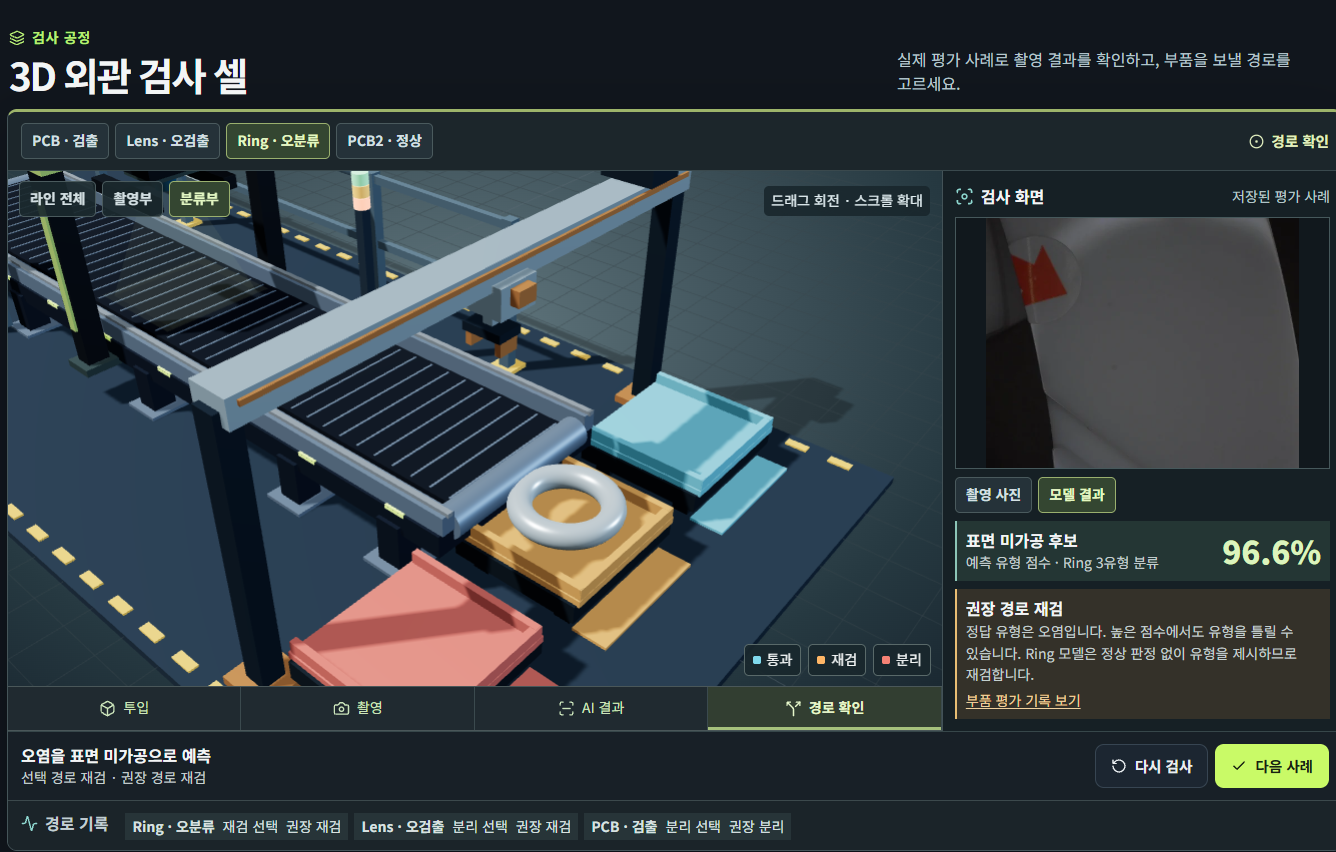 검사 공정
3D 외관 검사 셀
실제 평가 사례로 촬영 결과를 확인하고, 부품을 보낼 경로를
고르세요.
PCB · 검출
Lens · 오검출
Ring · 오분류
PCB2 · 정상
경로 확인
라인 전체
촬영부
분류부
드래그 회전 · 스크롤 확대
통과
재검
분리
검사 화면
저장된 평가 사례
촬영 사진
모델 결과
표면 미가공 후보
예측 유형 점수 · Ring 3유형 분류
96.6%
권장 경로 재검
정답 유형은 오염입니다. 높은 점수에서도 유형을 틀릴 수
있습니다. Ring 모델은 정상 판정 없이 유형을 제시하므로
재검합니다.
부품 평가 기록 보기
투입
촬영
AI 결과
경로 확인
오염을 표면 미가공으로 예측
선택 경로 재검 · 권장 경로 재검
다시 검사
다음 사례
경로 기록
Ring · 오분류 재검 선택 권장 재검
Lens · 오검출 분리 선택 권장 재검
PCB · 검출 분리 선택 권장 분리